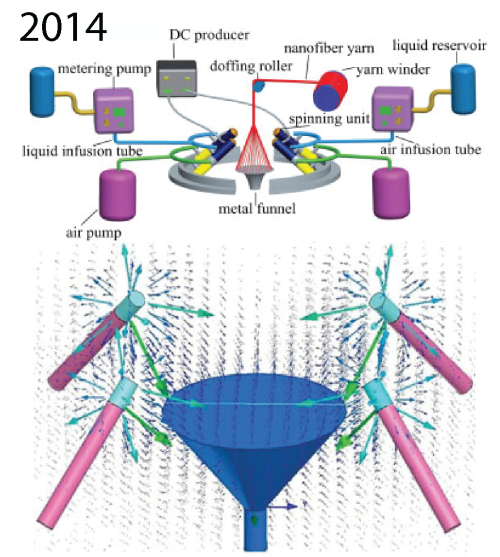 2014
DC producer
nanofiber yarn
liquid reservoir
doffing roller
metering pump
yarn winder
spinning unit
liquid infusion tube
air infusion tube
metal funnel
air pump